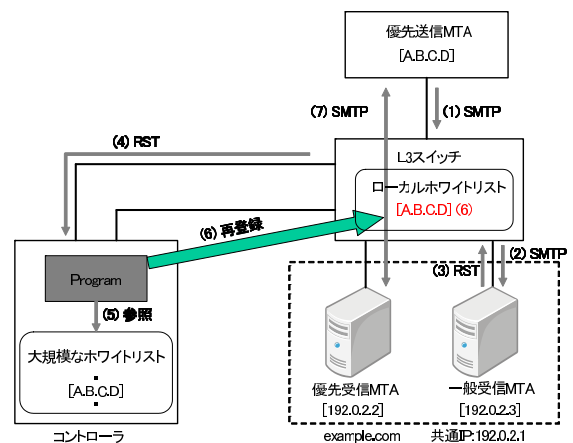 優先送信MTA
[A.B.C.D]
(7) SMTP
(1) SMTP
(4) RST
L3スイッチ
ローカルホワイトリスト
[A.B.C.D] (6)
(6) 再登録
(2) SMTP
(3) RST
Program
(5) 参照
大規模なホワイトリスト
[A.B.C.D]
優先受信MTA
[192.0.2.2]
一般受信MTA
[192.0.2.3]
コントローラ
example.com
共通IP:192.0.2.1